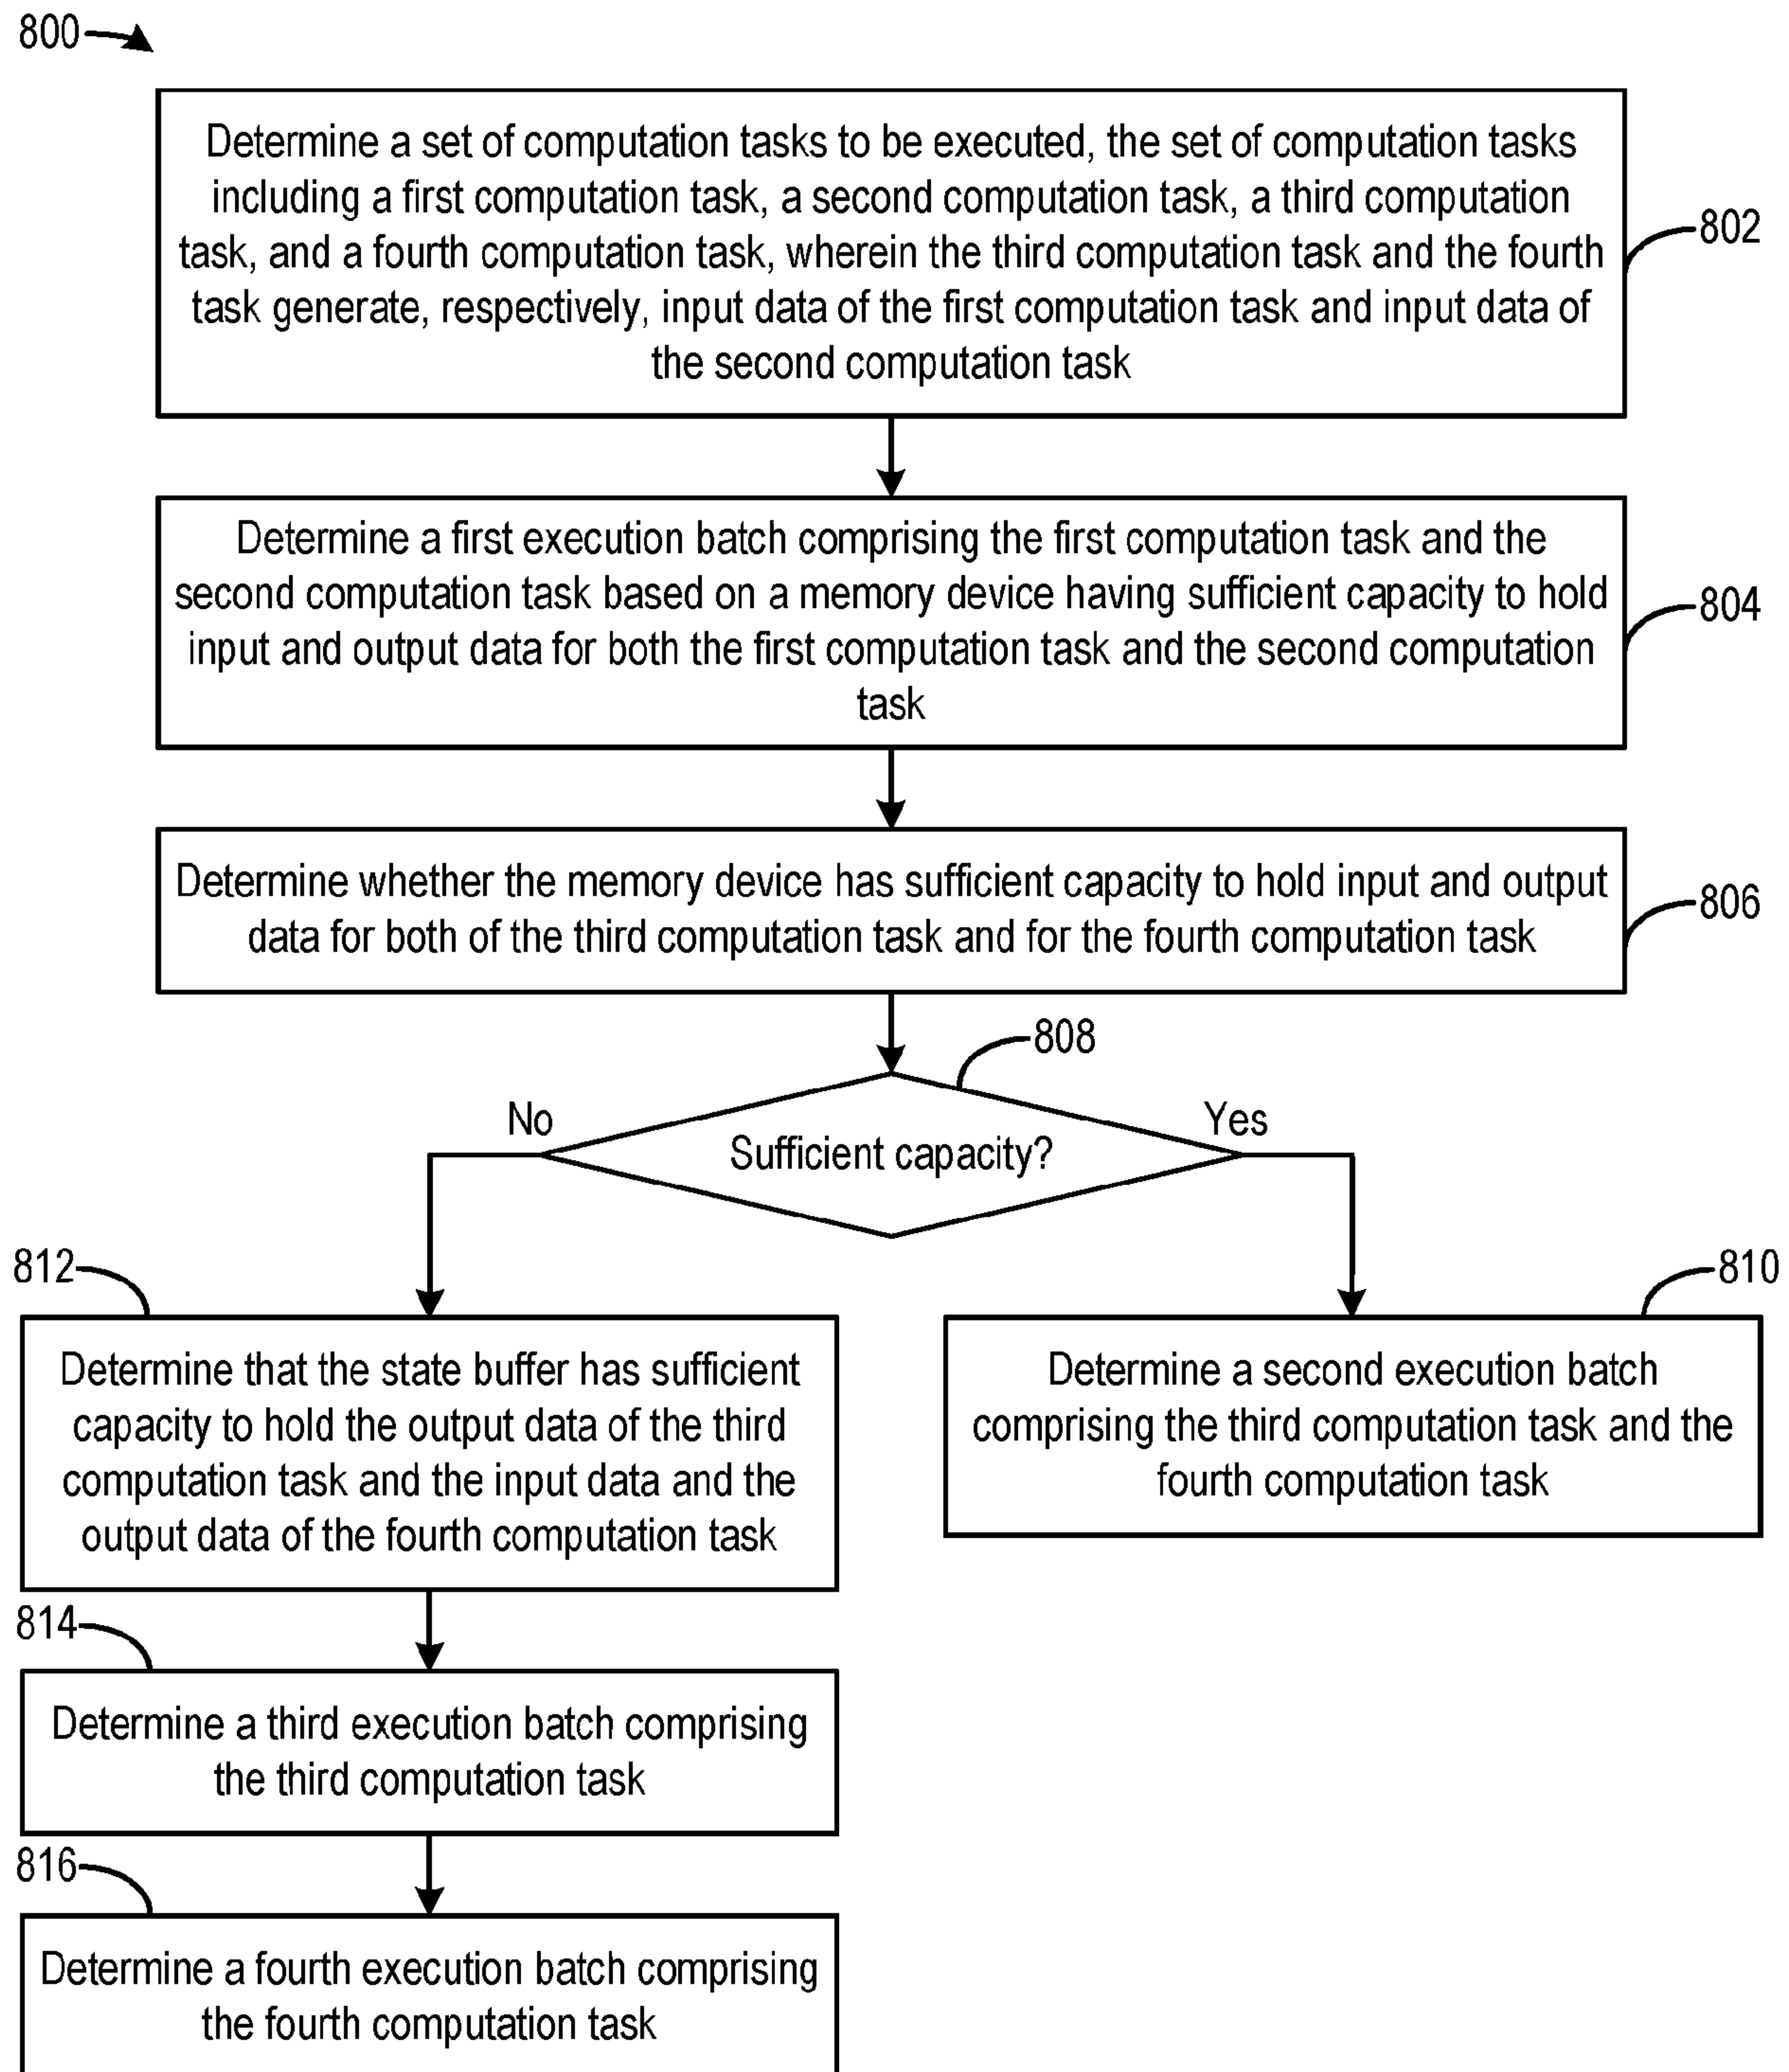 800
Determine a set of computation tasks to be executed, the set of computation tasks
including a first computation task, a second computation task, a third computation
task, and a fourth computation task, wherein the third computation task and the fourth
task generate, respectively, input data of the first computation task and input data of
the second computation task
802
Determine a first execution batch comprising the first computation task and the
second computation task based on a memory device having sufficient capacity to hold
input and output data for both the first computation task and the second computation
task
804
Determine whether the memory device has sufficient capacity to hold input and output
data for both of the third computation task and for the fourth computation task
806
808
No
Yes
Sufficient capacity?
812
810
Determine that the state buffer has sufficient
capacity to hold the output data of the third
computation task and the input data and the
output data of the fourth computation task
Determine a second execution batch
comprising the third computation task and the
fourth computation task
814
Determine a third execution batch comprising
the third computation task
816
Determine a fourth execution batch comprising
the fourth computation task